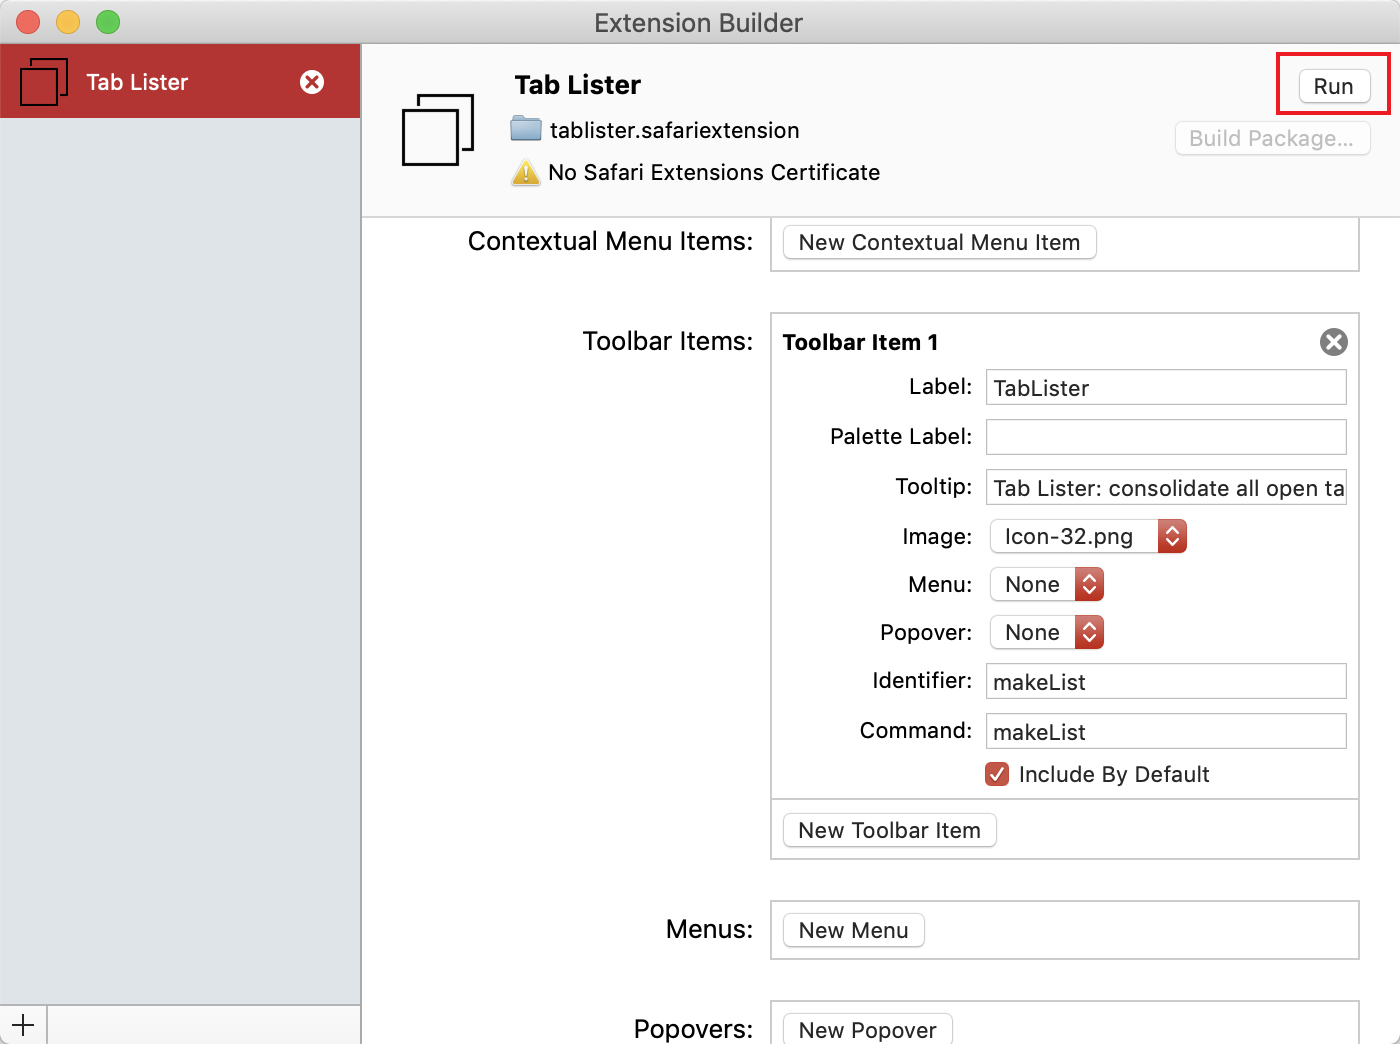 Extension Builder
Tab Lister
Tab Lister
Run
tablister.safariextension
Build Package...
No Safari Extensions Certificate
Contextual Menu Items:
New Contextual Menu Item
Toolbar Items:
Toolbar Item 1
Label:
TabLister
Palette Label:
Tooltip:
Tab Lister: consolidate all open ta
Image:
Icon-32.png
Menu:
None
Popover:
None
Identifier:
makeList
Command:
makeList
Include By Default
New Toolbar Item
Menus:
New Menu
Popovers:
New Popover